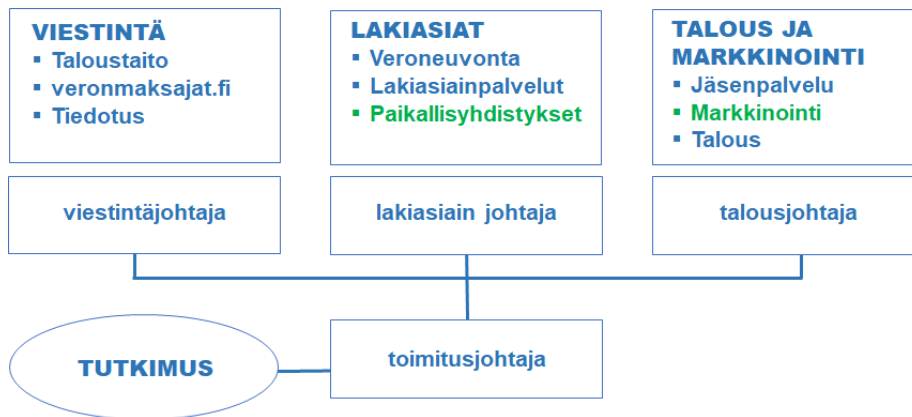 VIESTINTÄ
▪ Taloustaito
▪ veronmaksajat.fi
▪ Tiedotus
LAKIASIAT
▪ Veroneuvonta
▪ Lakiasiainpalvelut
▪ Paikallisyhdistykset
TALOUS JA
MARKKINOINTI
▪ Jäsenpalvelu
▪ Markkinointi
▪ Talous
viestintäjohtaja
lakiasiain johtaja
talousjohtaja
TUTKIMUS
toimitusjohtaja